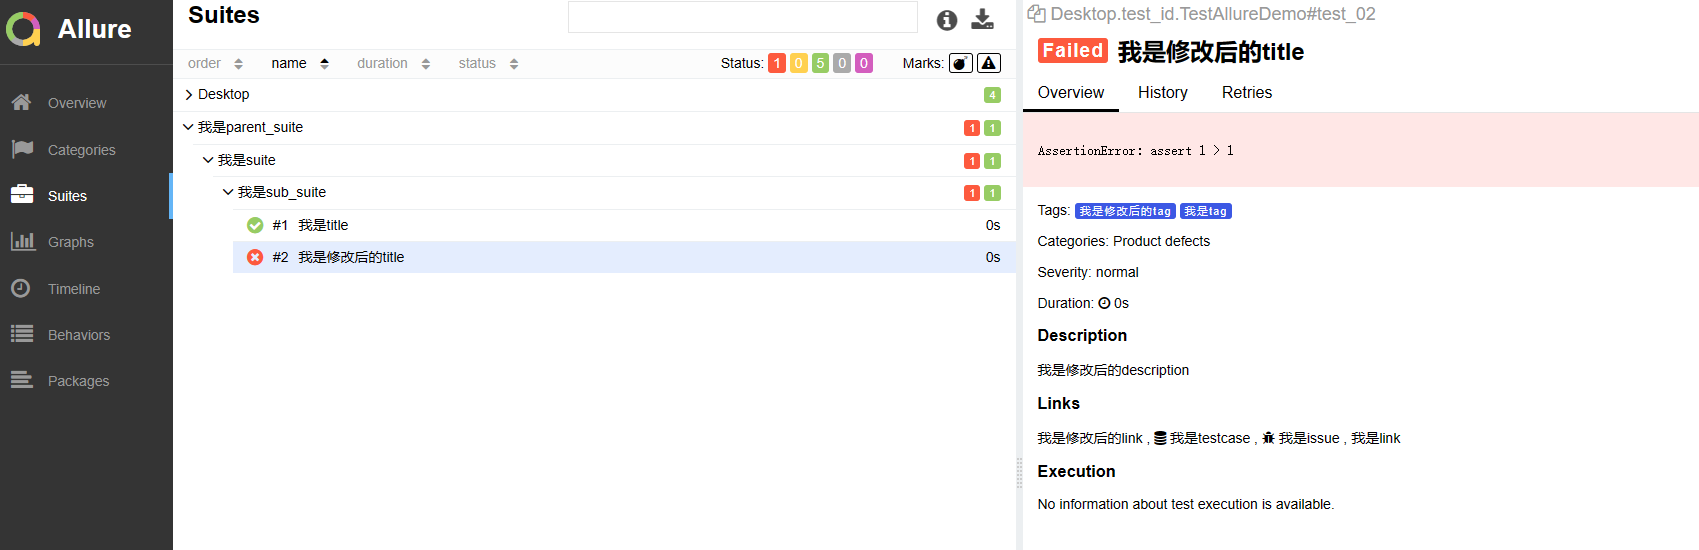 Allure
Overview
Categories
Suites
Graphs
Timeline
Behaviors
Packages
Suites
order name duration status Status: 1 0 5 0 0 Marks:
Desktop 4
我是parent_suite 1 1
我是suite 1 1
我是sub_suite 1 1
#1 我是title 0s
#2 我是修改后的title 0s
Desktop.test_id.TestAllureDemo#test_02
Failed 我是修改后的title
Overview History Retries
AssertionError: assert 1 > 1
Tags: 我是修改后的tag 我是tag
Categories: Product defects
Severity: normal
Duration: 0s
Description
我是修改后的description
Links
我是修改后的link , 我是testcase , 我是issue , 我是link
Execution
No information about test execution is available.